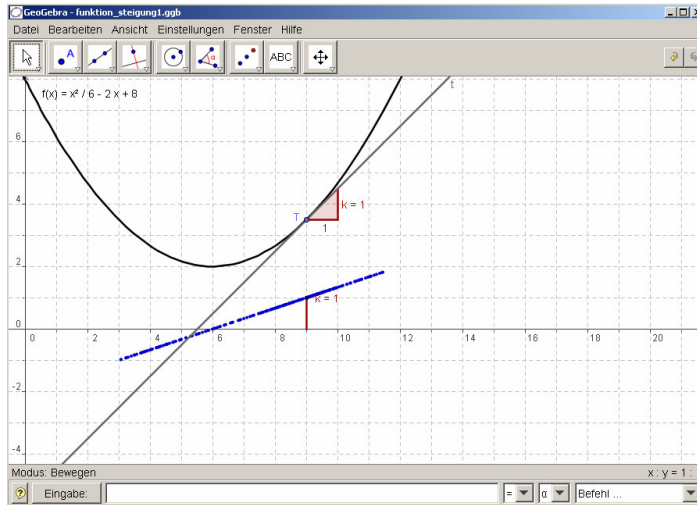 GeoGebra - funktion_steigung1.ggb
Datei Bearbeiten Ansicht Einstellungen Fenster Hilfe
A α ABC
f(x) = x² / 6 - 2 x + 8
t
6
4
T k = 1
1
2
k = 1
0 0 2 4 6 8 10 12 14 16 18 20
-2
-4
Modus: Bewegen x : y = 1 :
? Eingabe: = α Befehl ...